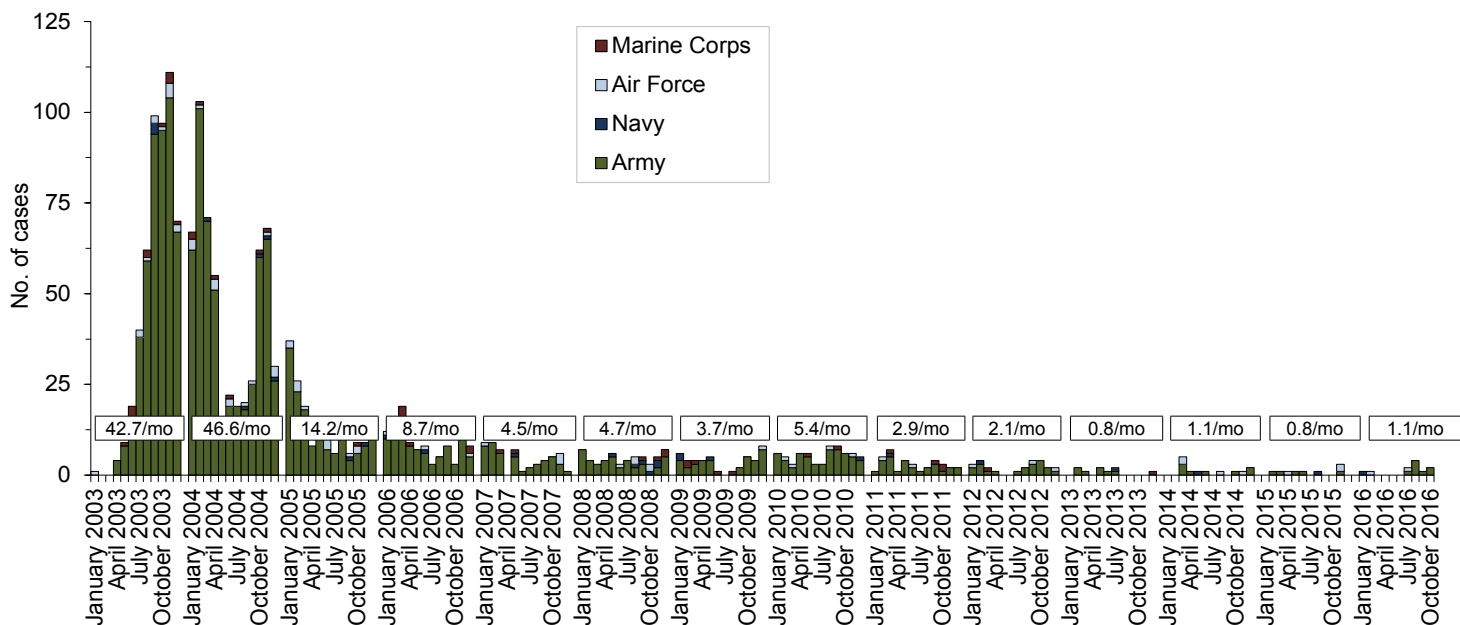 No. of cases
125
100
75
50
25
0
Marine Corps
Air Force
Navy
Army
42.7/mo
46.6/mo
14.2/mo
8.7/mo
4.5/mo
4.7/mo
3.7/mo
5.4/mo
2.9/mo
2.1/mo
0.8/mo
1.1/mo
0.8/mo
1.1/mo
January 2003
April 2003
July 2003
October 2003
January 2004
April 2004
July 2004
October 2004
January 2005
April 2005
July 2005
October 2005
January 2006
April 2006
July 2006
October 2006
January 2007
April 2007
July 2007
October 2007
January 2008
April 2008
July 2008
October 2008
January 2009
April 2009
July 2009
October 2009
January 2010
April 2010
July 2010
October 2010
January 2011
April 2011
July 2011
October 2011
January 2012
April 2012
July 2012
October 2012
January 2013
April 2013
July 2013
October 2013
January 2014
April 2014
July 2014
October 2014
January 2015
April 2015
July 2015
October 2015
January 2016
April 2016
July 2016
October 2016